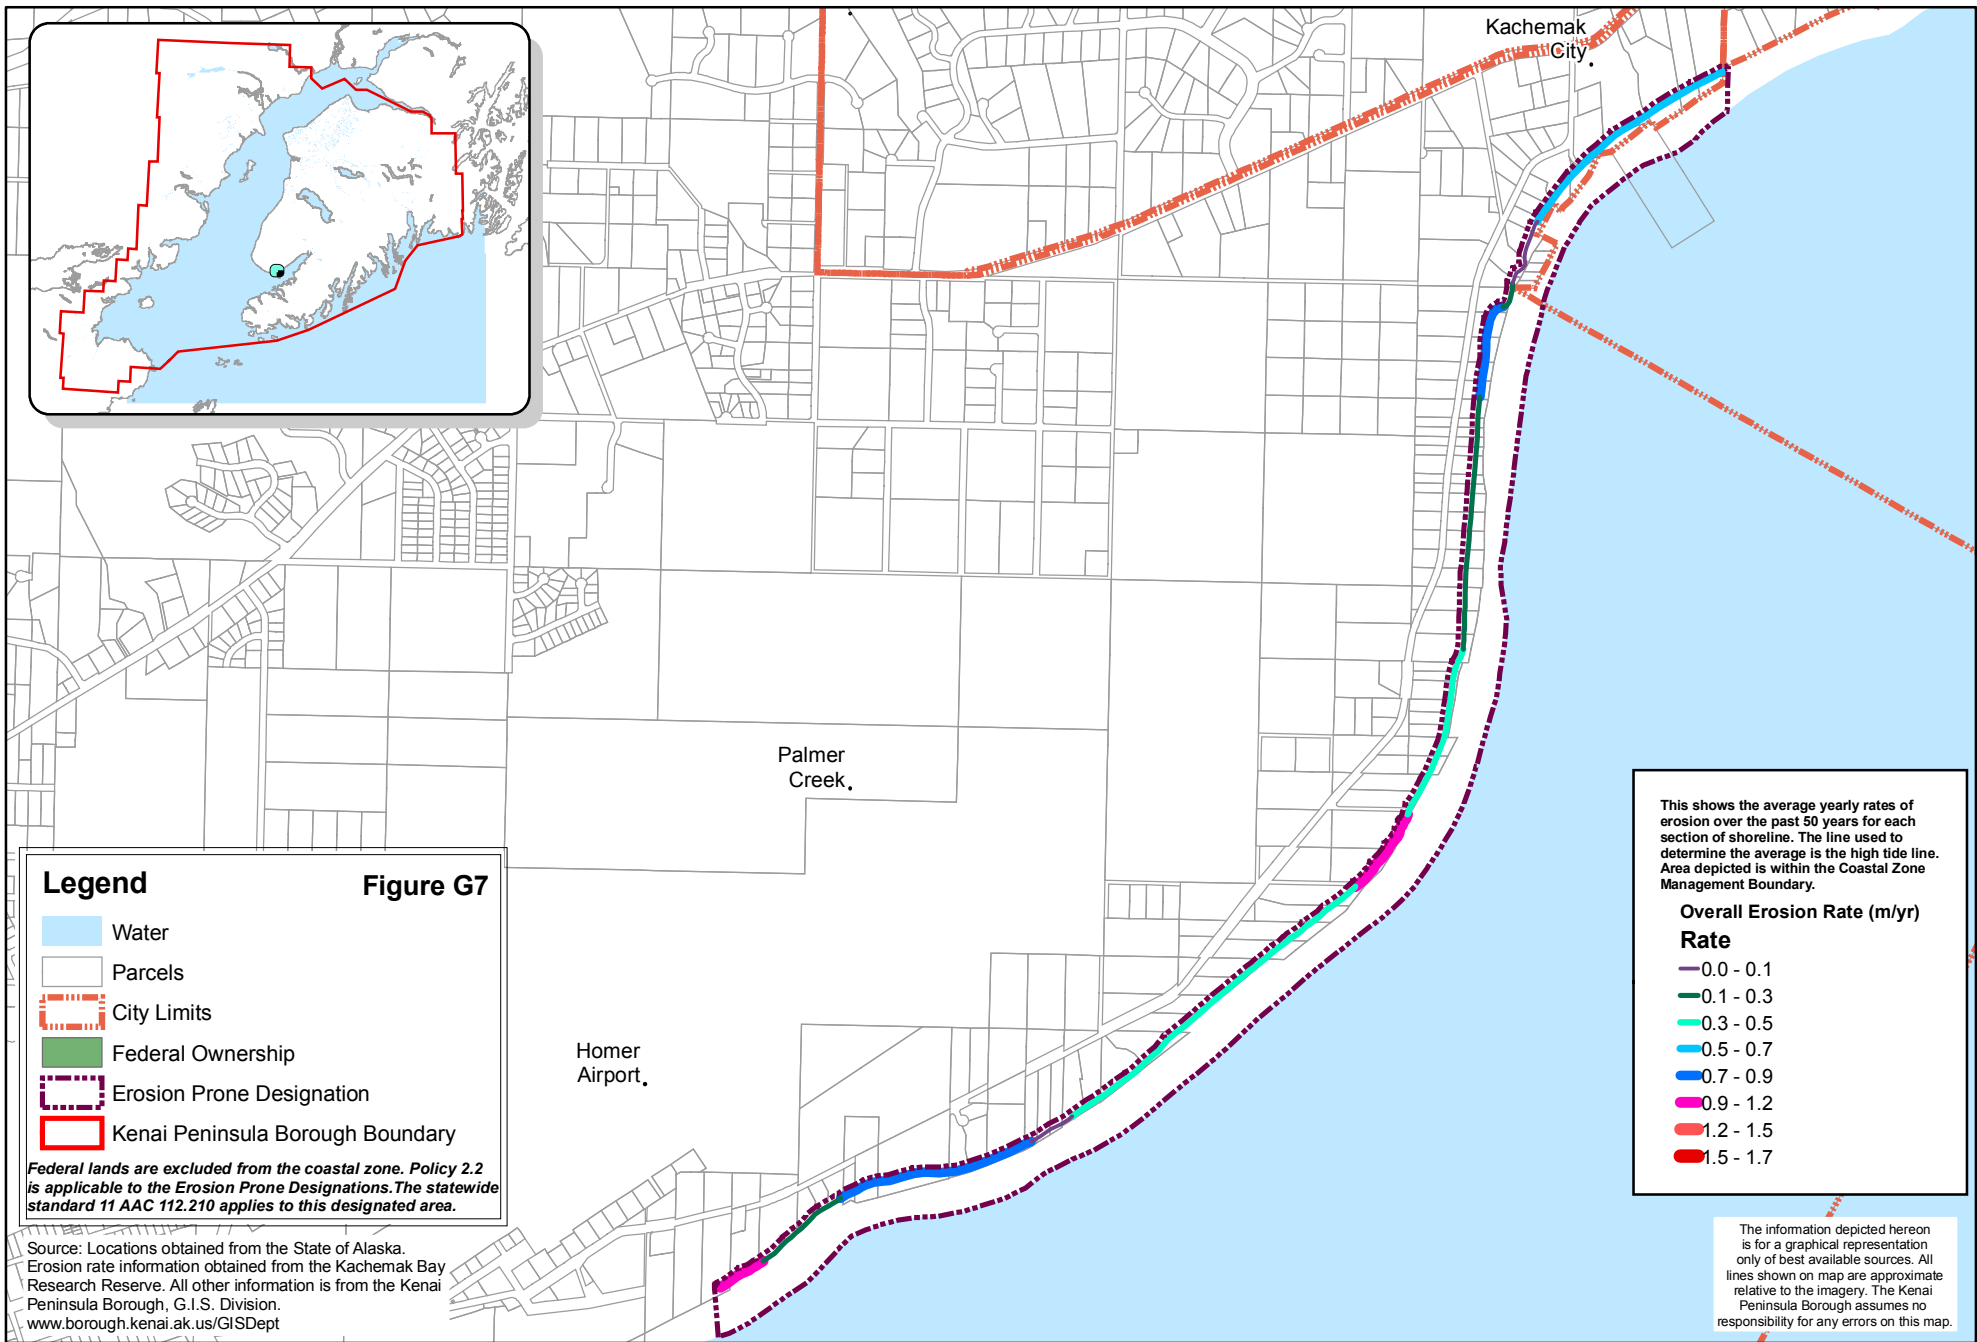 Kachemak
City
Palmer
Creek
Homer
Airport
Legend
Figure G7
Water
Parcels
City Limits
Federal Ownership
Erosion Prone Designation
Kenai Peninsula Borough Boundary
Federal lands are excluded from the coastal zone. Policy 2.2
is applicable to the Erosion Prone Designations.The statewide
standard 11 AAC 112.210 applies to this designated area.
Source: Locations obtained from the State of Alaska.
Erosion rate information obtained from the Kachemak Bay
Research Reserve. All other information is from the Kenai
Peninsula Borough, G.I.S. Division.
www.borough.kenai.ak.us/GISDept
This shows the average yearly rates of
erosion over the past 50 years for each
section of shoreline. The line used to
determine the average is the high tide line.
Area depicted is within the Coastal Zone
Management Boundary.
Overall Erosion Rate (m/yr)
Rate
0.0 - 0.1
0.1 - 0.3
0.3 - 0.5
0.5 - 0.7
0.7 - 0.9
0.9 - 1.2
1.2 - 1.5
1.5 - 1.7
The information depicted hereon
is for a graphical representation
only of best available sources. All
lines shown on map are approximate
relative to the imagery. The Kenai
Peninsula Borough assumes no
responsibility for any errors on this map.